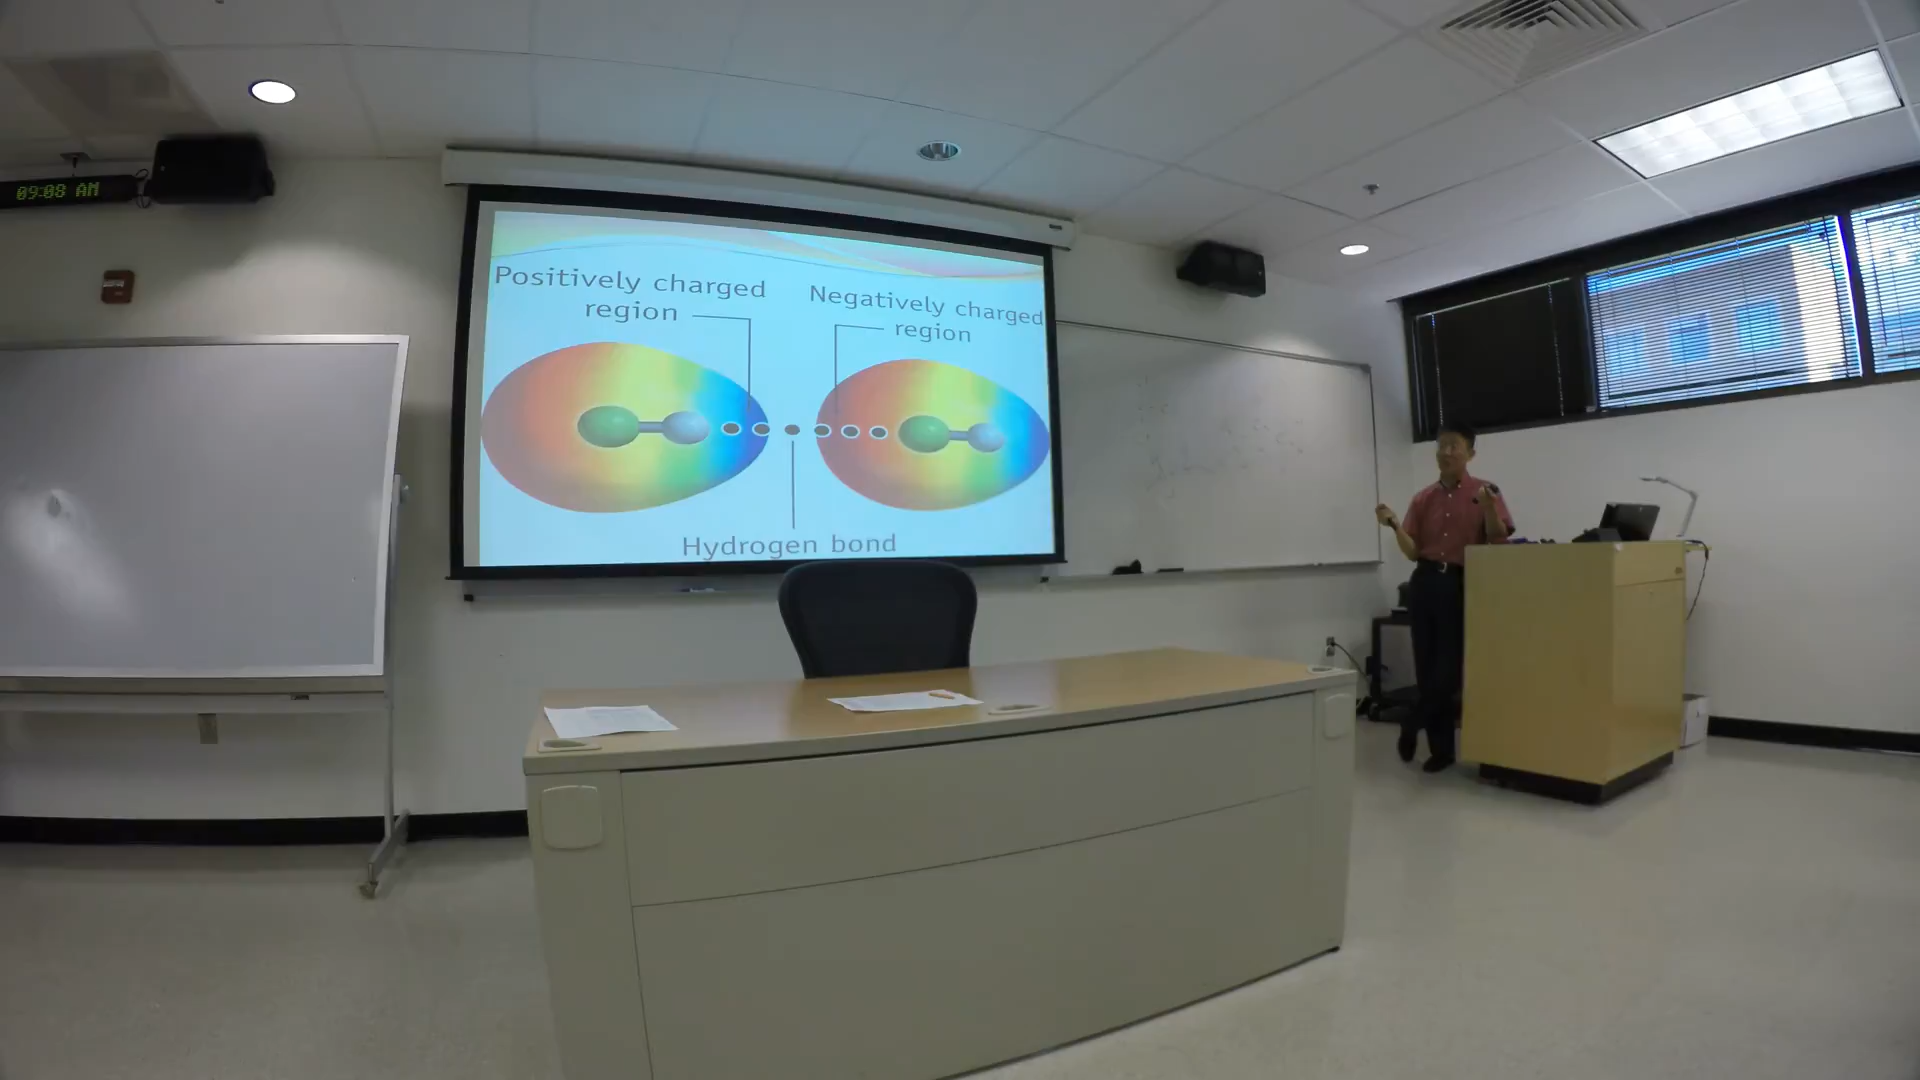 09:08 AM
Positively charged
region
Negatively charged
region
Hydrogen bond